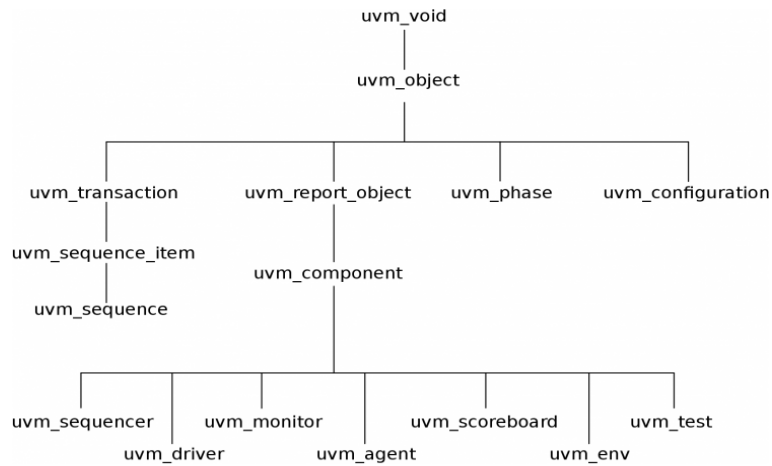 uvm_void
uvm_object
uvm_transaction uvm_report_object uvm_phase uvm_configuration
uvm_sequence_item
uvm_component
uvm_sequence
uvm_sequencer uvm_monitor uvm_scoreboard uvm_test
uvm_driver uvm_agent uvm_env